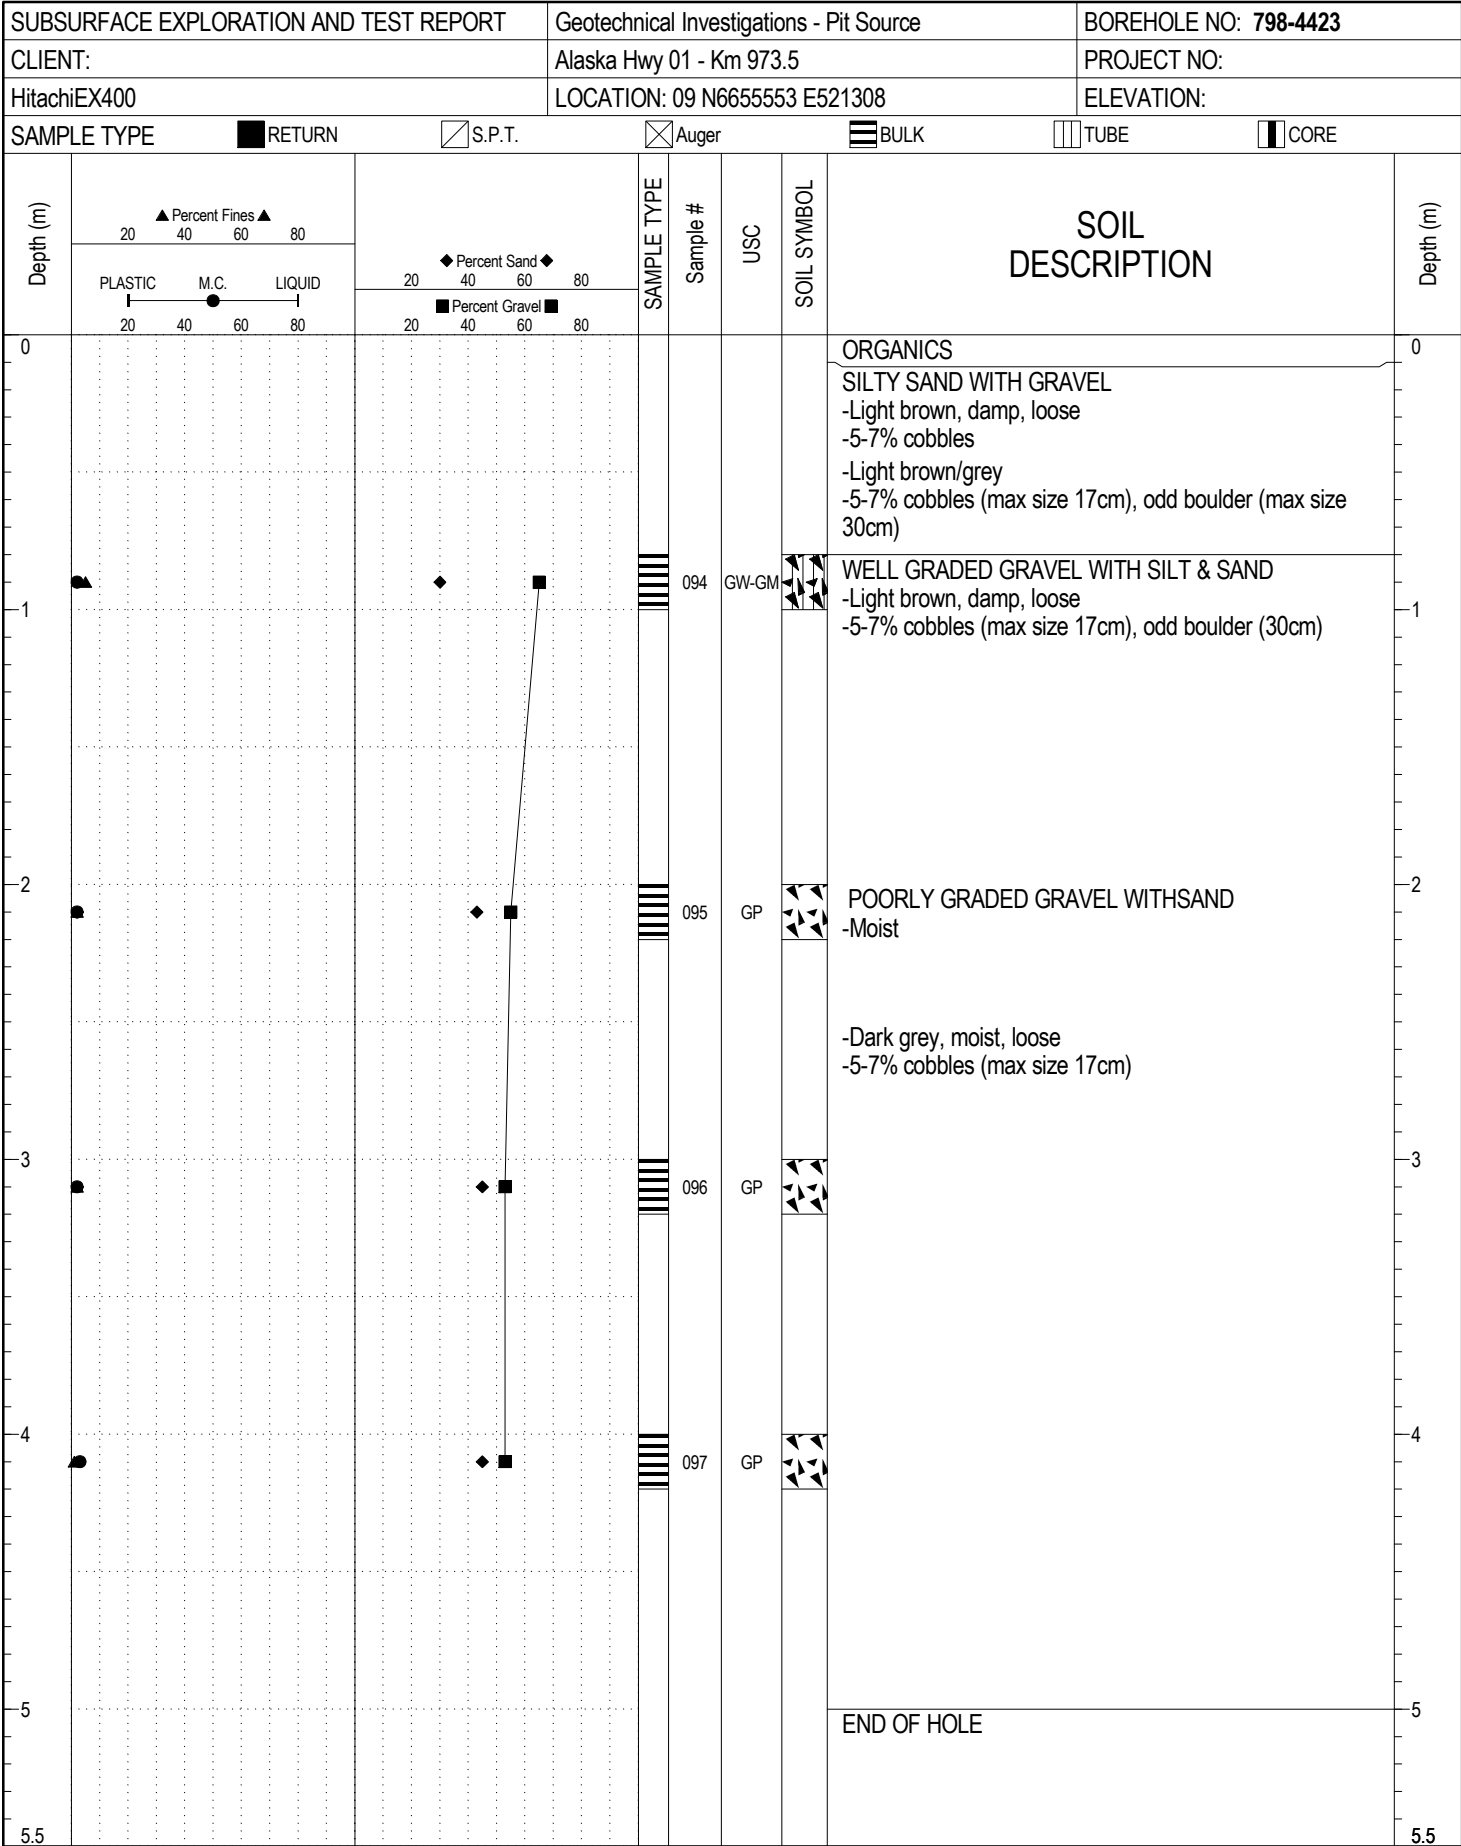 SUBSURFACE EXPLORATION AND TEST REPORT
Geotechnical Investigations - Pit Source
BOREHOLE NO: 798-4423
CLIENT:
Alaska Hwy 01 - Km 973.5
PROJECT NO:
HitachiEX400
LOCATION: 09 N6655553 E521308
ELEVATION:
SAMPLE TYPE
RETURN
S.P.T.
Auger
BULK
TUBE
CORE
Depth (m)
Percent Fines
20 40 60 80
PLASTIC M.C. LIQUID
20 40 60 80
Percent Sand
20 40 60 80
Percent Gravel
20 40 60 80
SAMPLE TYPE
Sample #
USC
SOIL SYMBOL
SOIL
DESCRIPTION
Depth (m)
0
ORGANICS
0
SILTY SAND WITH GRAVEL
-Light brown, damp, loose
-5-7% cobbles
-Light brown/grey
-5-7% cobbles (max size 17cm), odd boulder (max size
30cm)
094 GW-GM
WELL GRADED GRAVEL WITH SILT & SAND
-Light brown, damp, loose
1
1
-5-7% cobbles (max size 17cm), odd boulder (30cm)
2
2
095 GP
POORLY GRADED GRAVEL WITHSAND
-Moist
-Dark grey, moist, loose
-5-7% cobbles (max size 17cm)
3
3
096 GP
4
4
097 GP
5
5
END OF HOLE
5.5
5.5